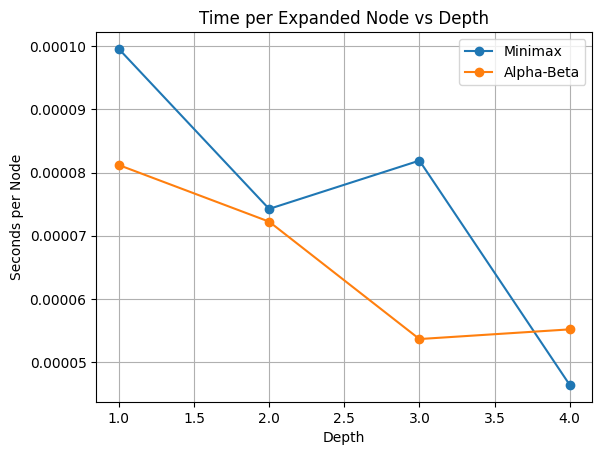 Time per Expanded Node vs Depth
Minimax
Alpha-Beta
Seconds per Node
0.00010
0.00009
0.00008
0.00007
0.00006
0.00005
1.0 1.5 2.0 2.5 3.0 3.5 4.0
Depth